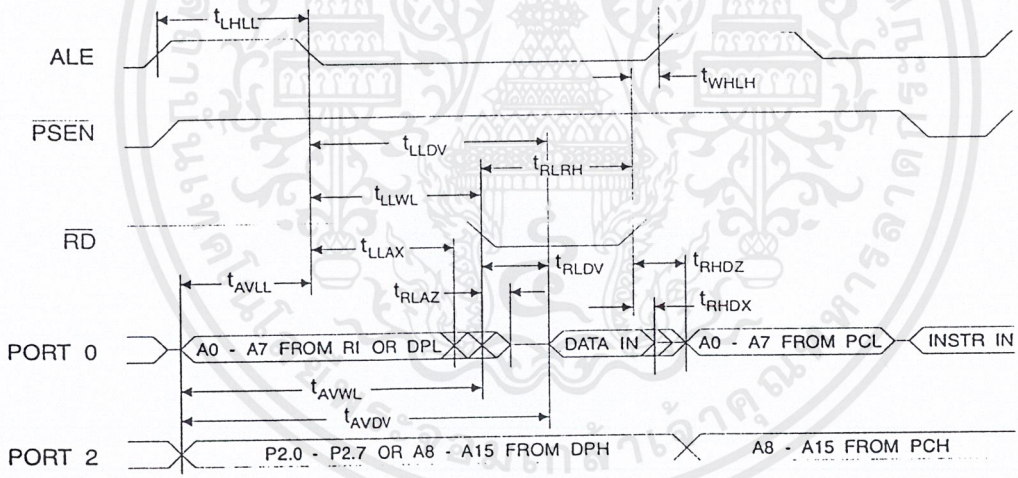 tLHLL
ALE
tWHLH
PSEN
tLLDV
tRLRH
tLLWL
RD
tLLAX
tRLDV
tRHDZ
tAVLL
tRLAZ
tRHDX
PORT 0
A0 - A7 FROM RI OR DPL
DATA IN
A0 - A7 FROM PCL
INSTR IN
tAVWL
tAVDV
PORT 2
P2.0 - P2.7 OR A8 - A15 FROM DPH
A8 - A15 FROM PCH